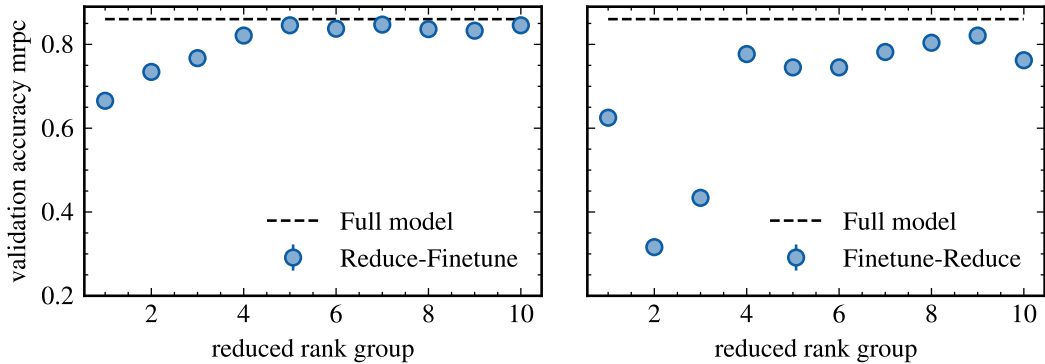 validation accuracy mrpc
0.8
0.6
0.4
0.2
2 4 6 8 10
reduced rank group
Full model
Reduce-Finetune
2 4 6 8 10
reduced rank group
Full model
Finetune-Reduce